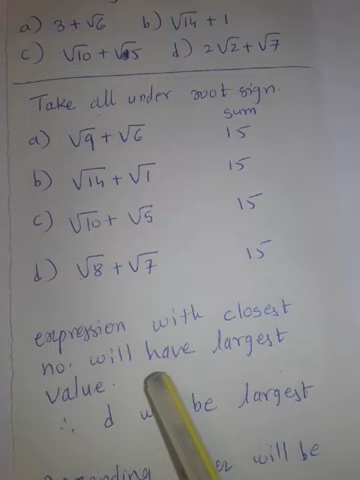 a) 3 + √6 b) √14 + 1
c) √10 + √5 d) 2√2 + √7
Take all under root sign.
sum
a) √9 + √6 15
b) √14 + √1 15
c) √10 + √5 15
d) √8 + √7 15
expression with closest
no. will have largest
value.
∴ d be largest
will be